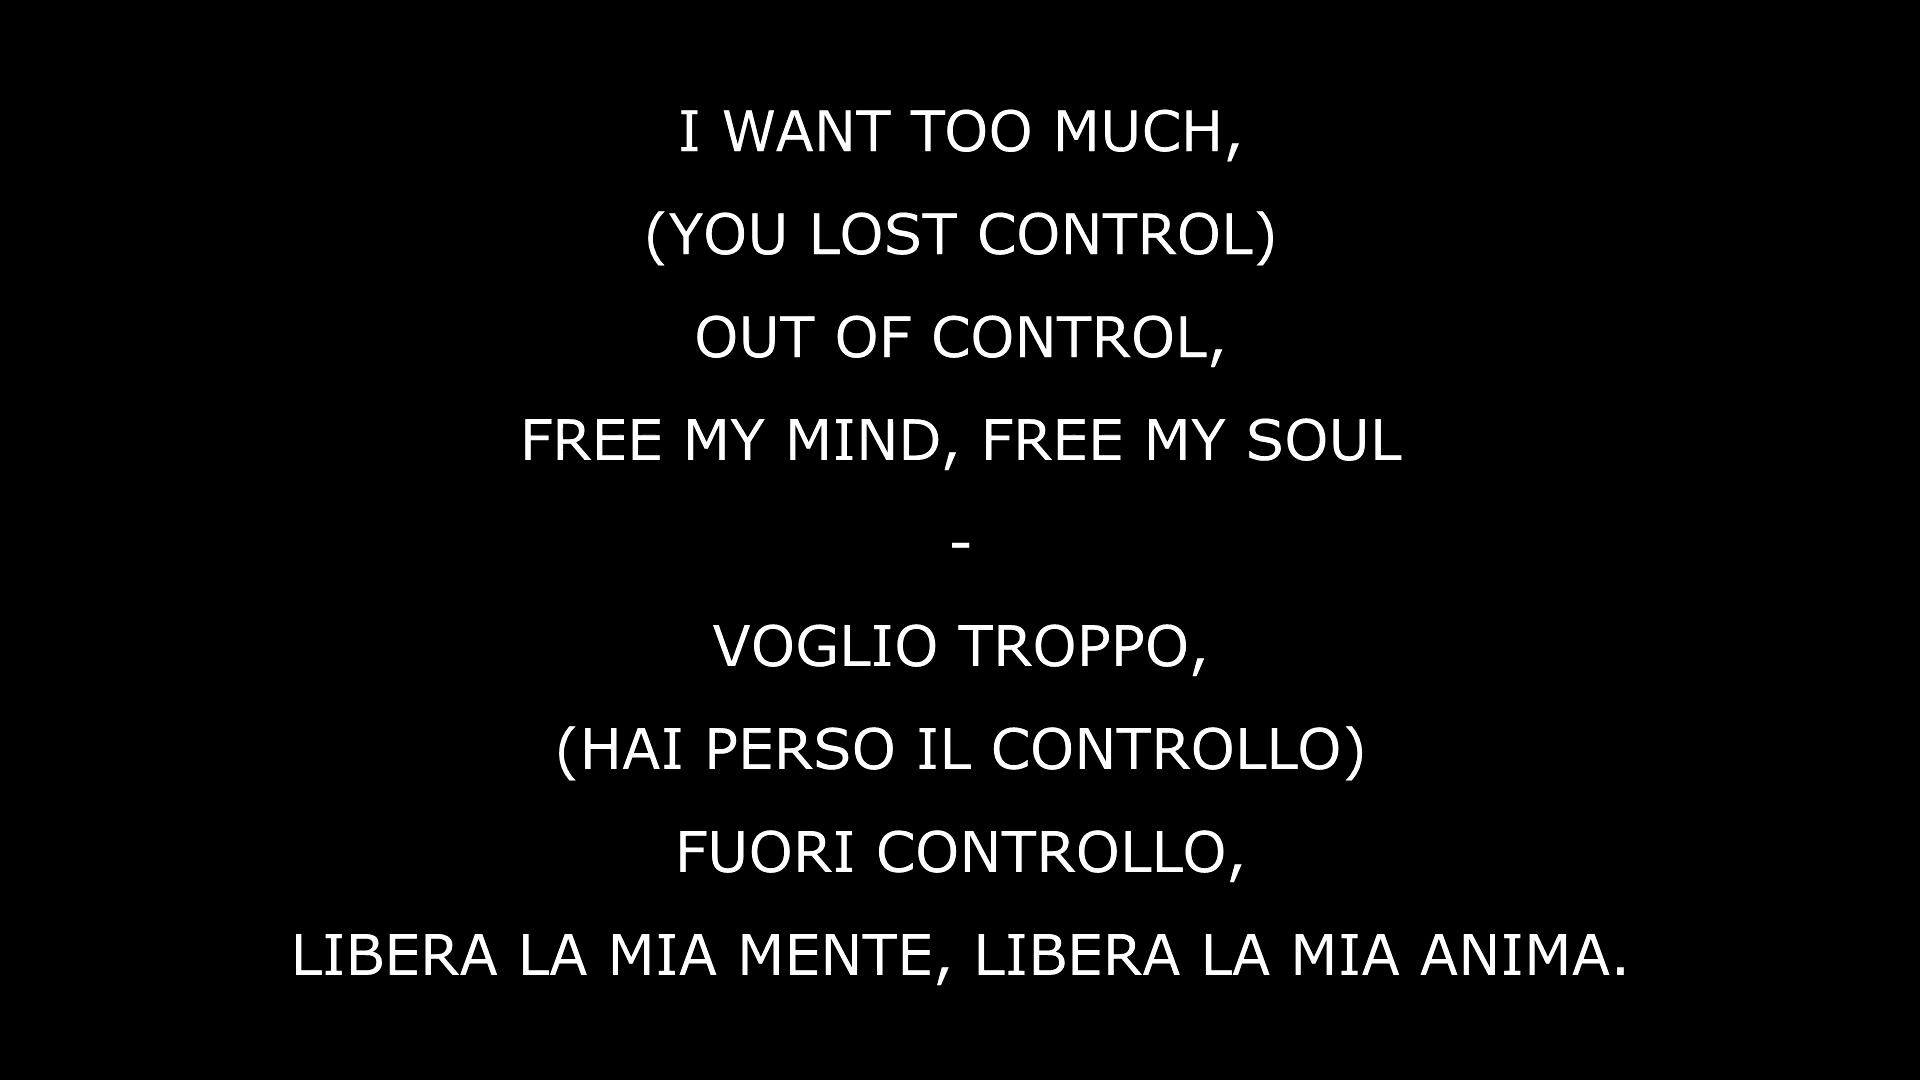 I WANT TOO MUCH,
(YOU LOST CONTROL)
OUT OF CONTROL,
FREE MY MIND, FREE MY SOUL
-
VOGLIO TROPPO,
(HAI PERSO IL CONTROLLO)
FUORI CONTROLLO,
LIBERA LA MIA MENTE, LIBERA LA MIA ANIMA.